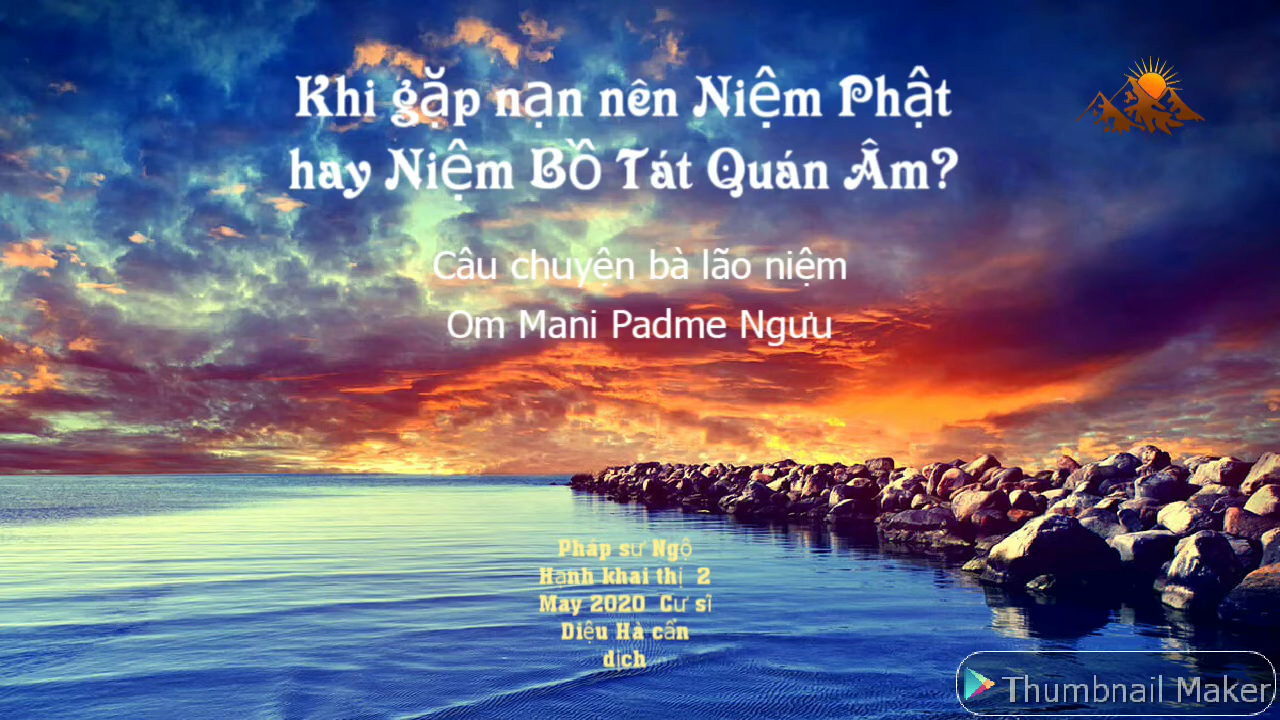 Khi gặp nạn nên Niệm Phật
hay Niệm Bồ Tát Quán Âm?
Câu chuyện bà lão niệm
Om Mani Padme Ngưu
Pháp sư Ngộ
Hạnh khai thị 2
May 2020 Cư sĩ
Diệu Hà cẩn
dịch
Thumbnail Maker